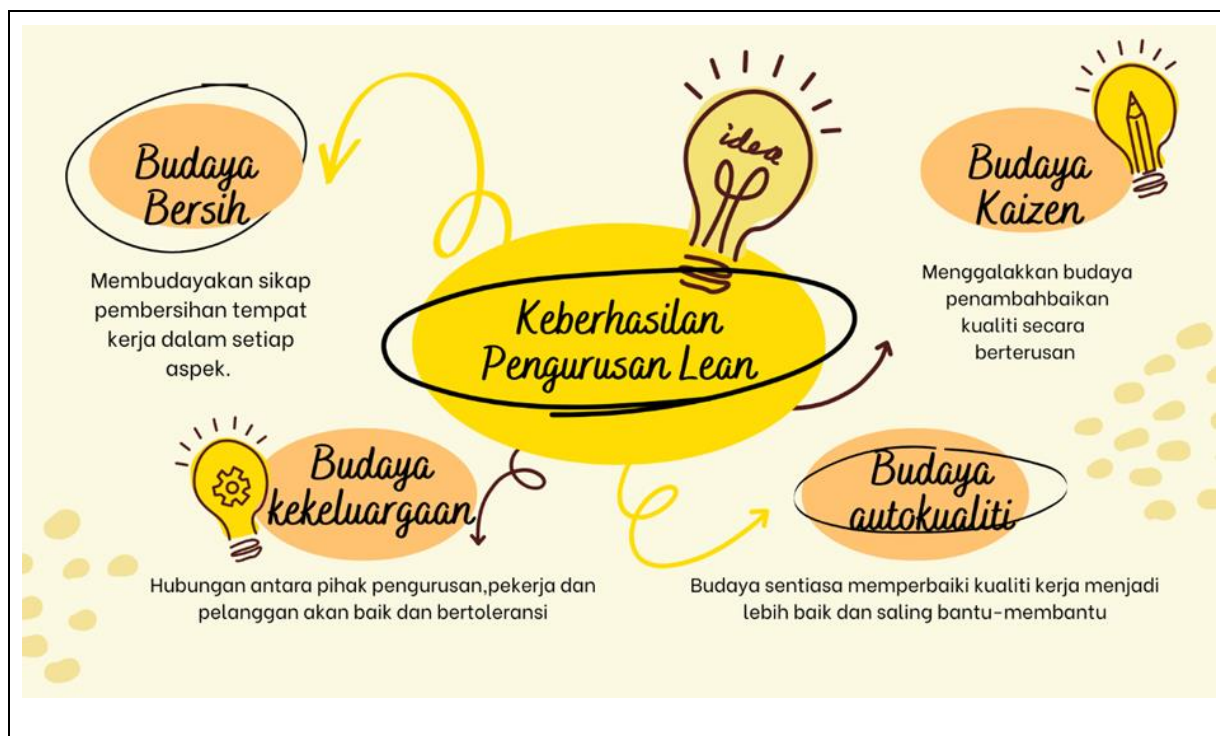 idea
Budaya
Bersih
Membudayakan sikap
pembersihan tempat
kerja dalam setiap
aspek.
Keberhasilan
Pengurusan Lean
Budaya
Kaizen
Menggalakkan budaya
penambahbaikan
kualiti secara
berterusan
Budaya
kekeluargaan
Hubungan antara pihak pengurusan,pekerja dan
pelanggan akan baik dan bertoleransi
Budaya
autokualiti
Budaya sentiasa memperbaiki kualiti kerja menjadi
lebih baik dan saling bantu-membantu